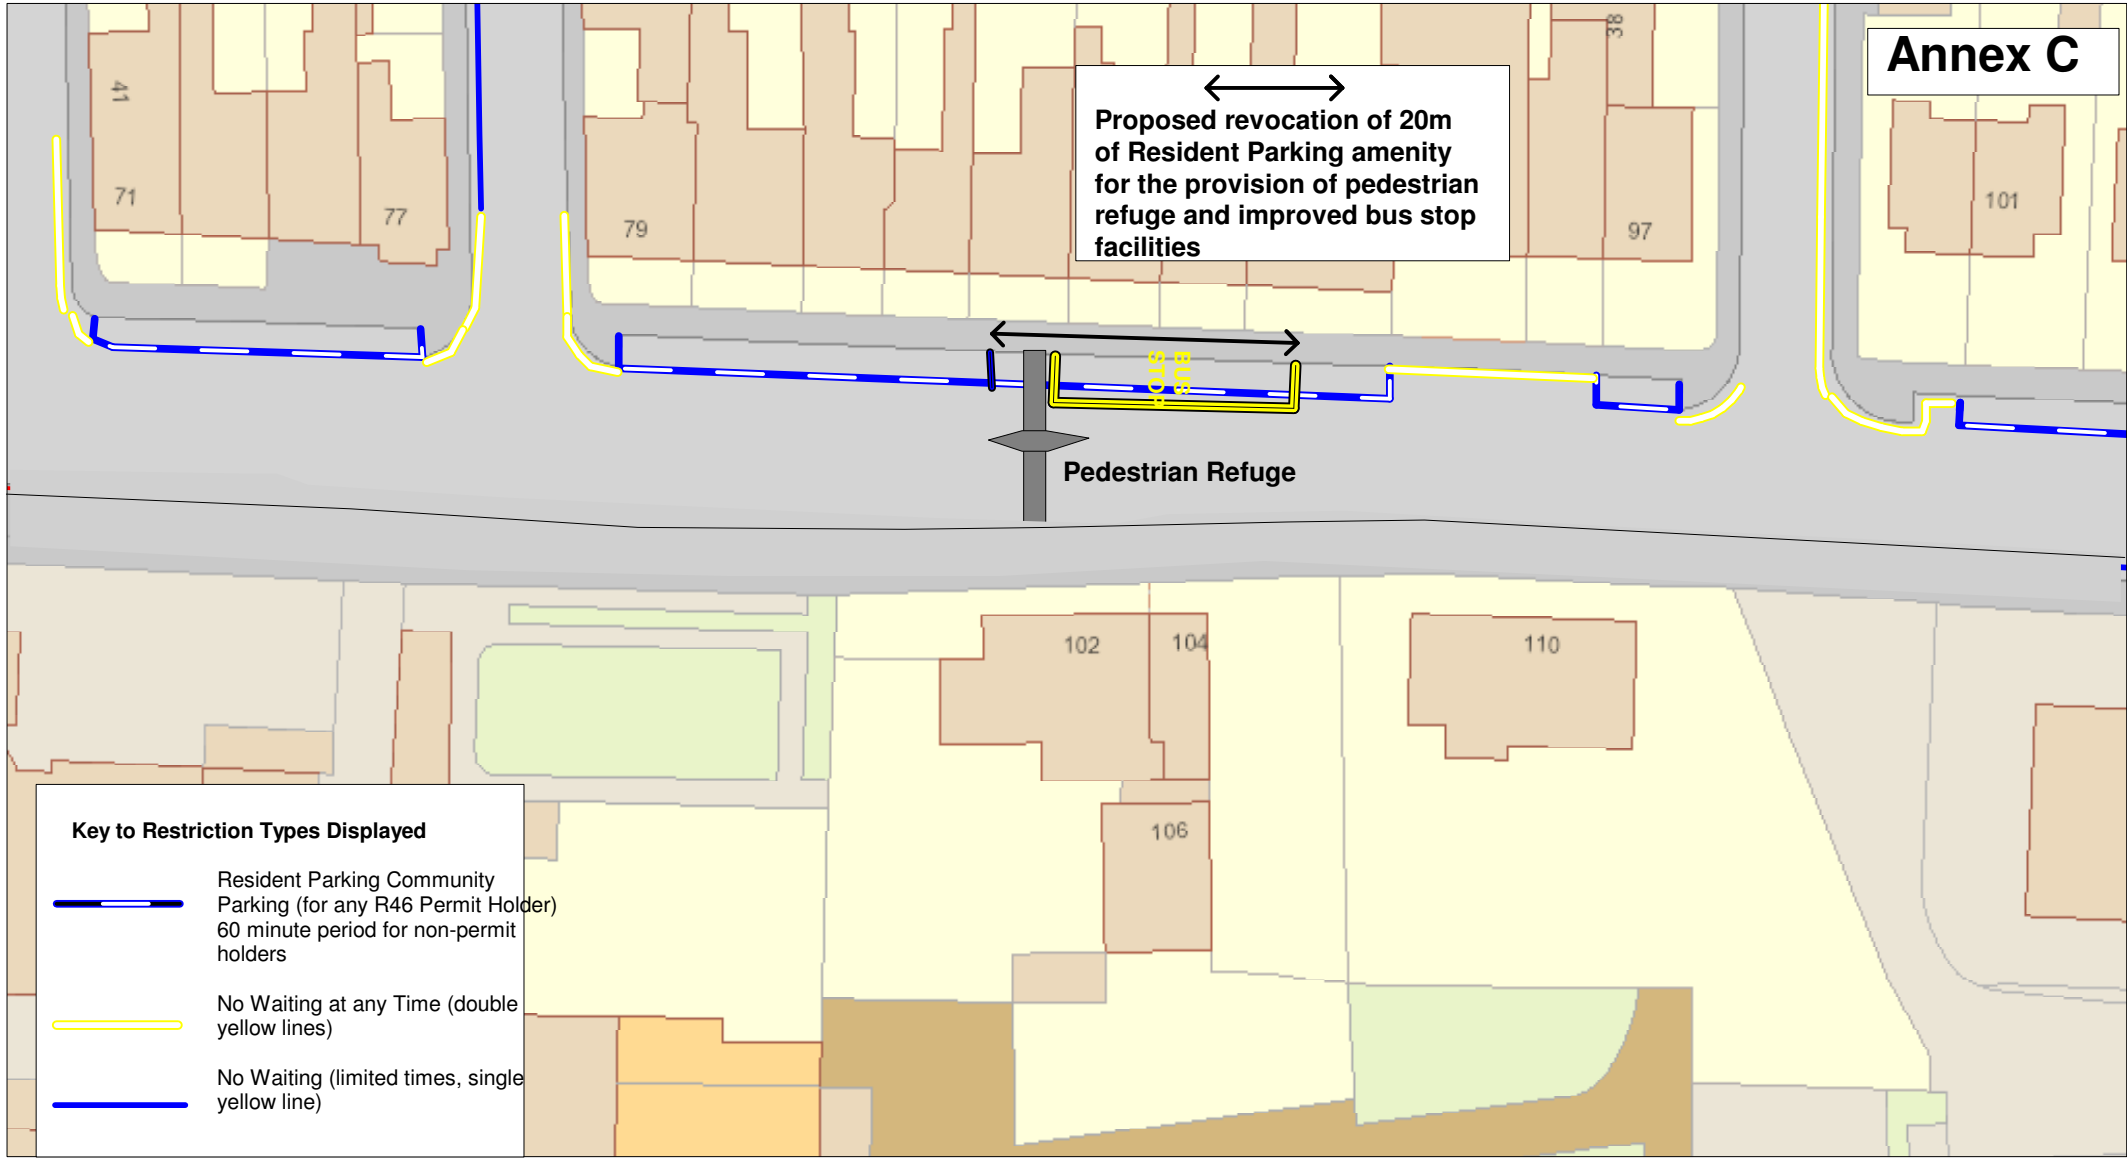 Annex C
38
41
Proposed revocation of 20m
of Resident Parking amenity
for the provision of pedestrian
refuge and improved bus stop
facilities
71
77
79
97
101
BUS
STOP
Pedestrian Refuge
102
104
110
106
Key to Restriction Types Displayed
Resident Parking Community
Parking (for any R46 Permit Holder)
60 minute period for non-permit
holders
No Waiting at any Time (double
yellow lines)
No Waiting (limited times, single
yellow line)